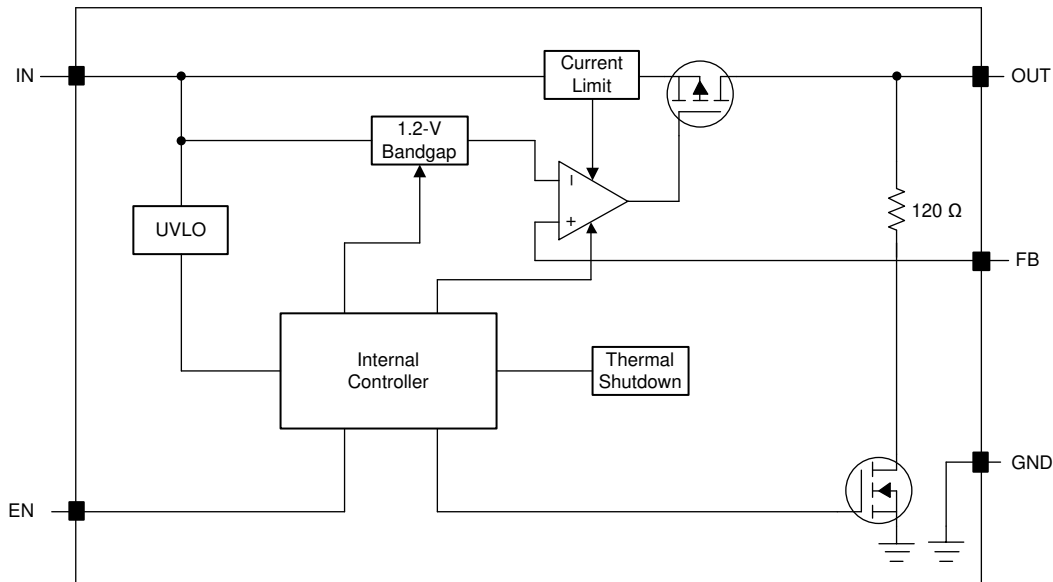 IN
Current
Limit
OUT
1.2-V
Bandgap
I
+
UVLO
120 Ω
FB
Internal
Controller
Thermal
Shutdown
GND
EN